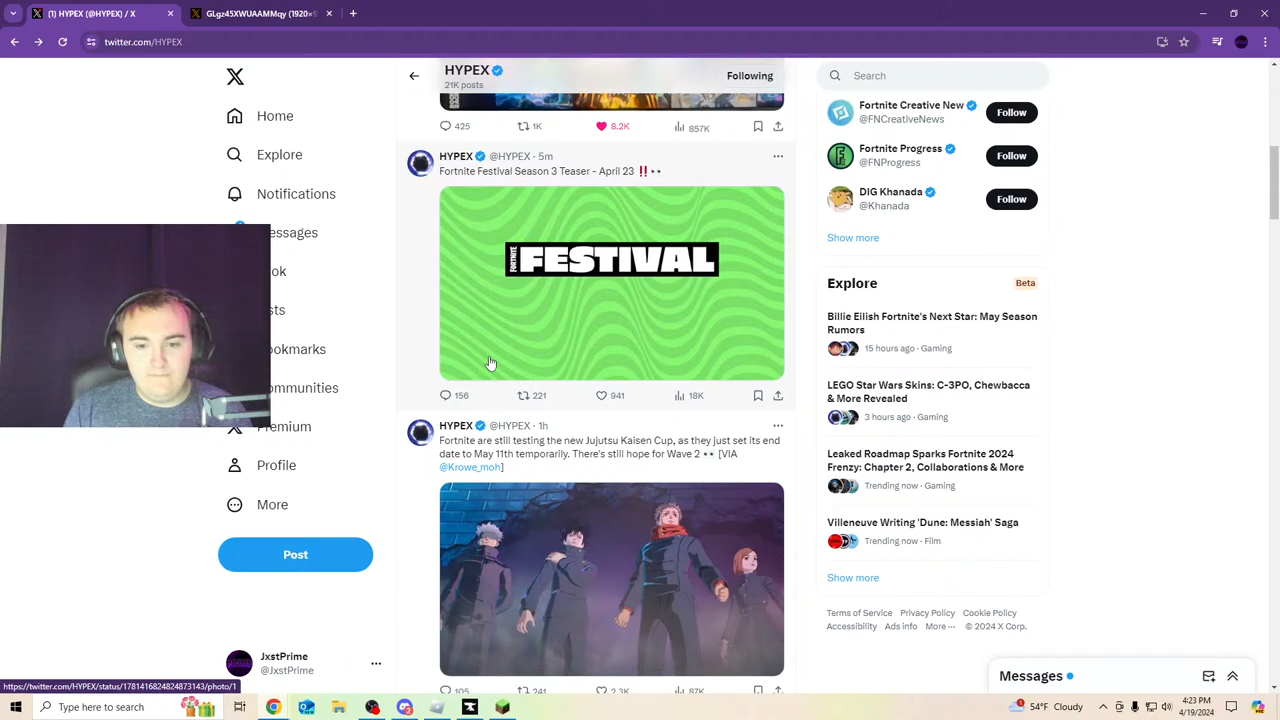 (1) HYPEX (@HYPEX) / X
GLgz45XWUAAMMqy (1920×9
twitter.com/HYPEX
HYPEX
21K posts
Following
Search
425
1K
8.2K
857K
HYPEX @HYPEX · 5m
Fortnite Festival Season 3 Teaser - April 23 ‼️👀
FORTNITE FESTIVAL
156
221
941
18K
HYPEX @HYPEX · 1h
Fortnite are still testing the new Jujutsu Kaisen Cup, as they just set its end
date to May 11th temporarily. There's still hope for Wave 2 👀 [VIA
@Krowe_moh]
105
241
2.3K
87K
Home
Explore
Notifications
essages
ok
sts
ookmarks
ommunities
Premium
Profile
More
Post
JxstPrime
@JxstPrime
Fortnite Creative New
@FNCreativeNews
Follow
Fortnite Progress
@FNProgress
Follow
DIG Khanada
@Khanada
Follow
Show more
Explore
Beta
Billie Eilish Fortnite's Next Star: May Season
Rumors
15 hours ago · Gaming
LEGO Star Wars Skins: C-3PO, Chewbacca
& More Revealed
3 hours ago · Gaming
Leaked Roadmap Sparks Fortnite 2024
Frenzy: Chapter 2, Collaborations & More
Trending now · Gaming
Villeneuve Writing 'Dune: Messiah' Saga
Trending now · Film
Show more
Terms of Service Privacy Policy Cookie Policy
Accessibility Ads info More ··· © 2024 X Corp.
Messages
https://twitter.com/HYPEX/status/1781416824824873143/photo/1
Type here to search
54°F Cloudy
4:23 PM
4/19/2024